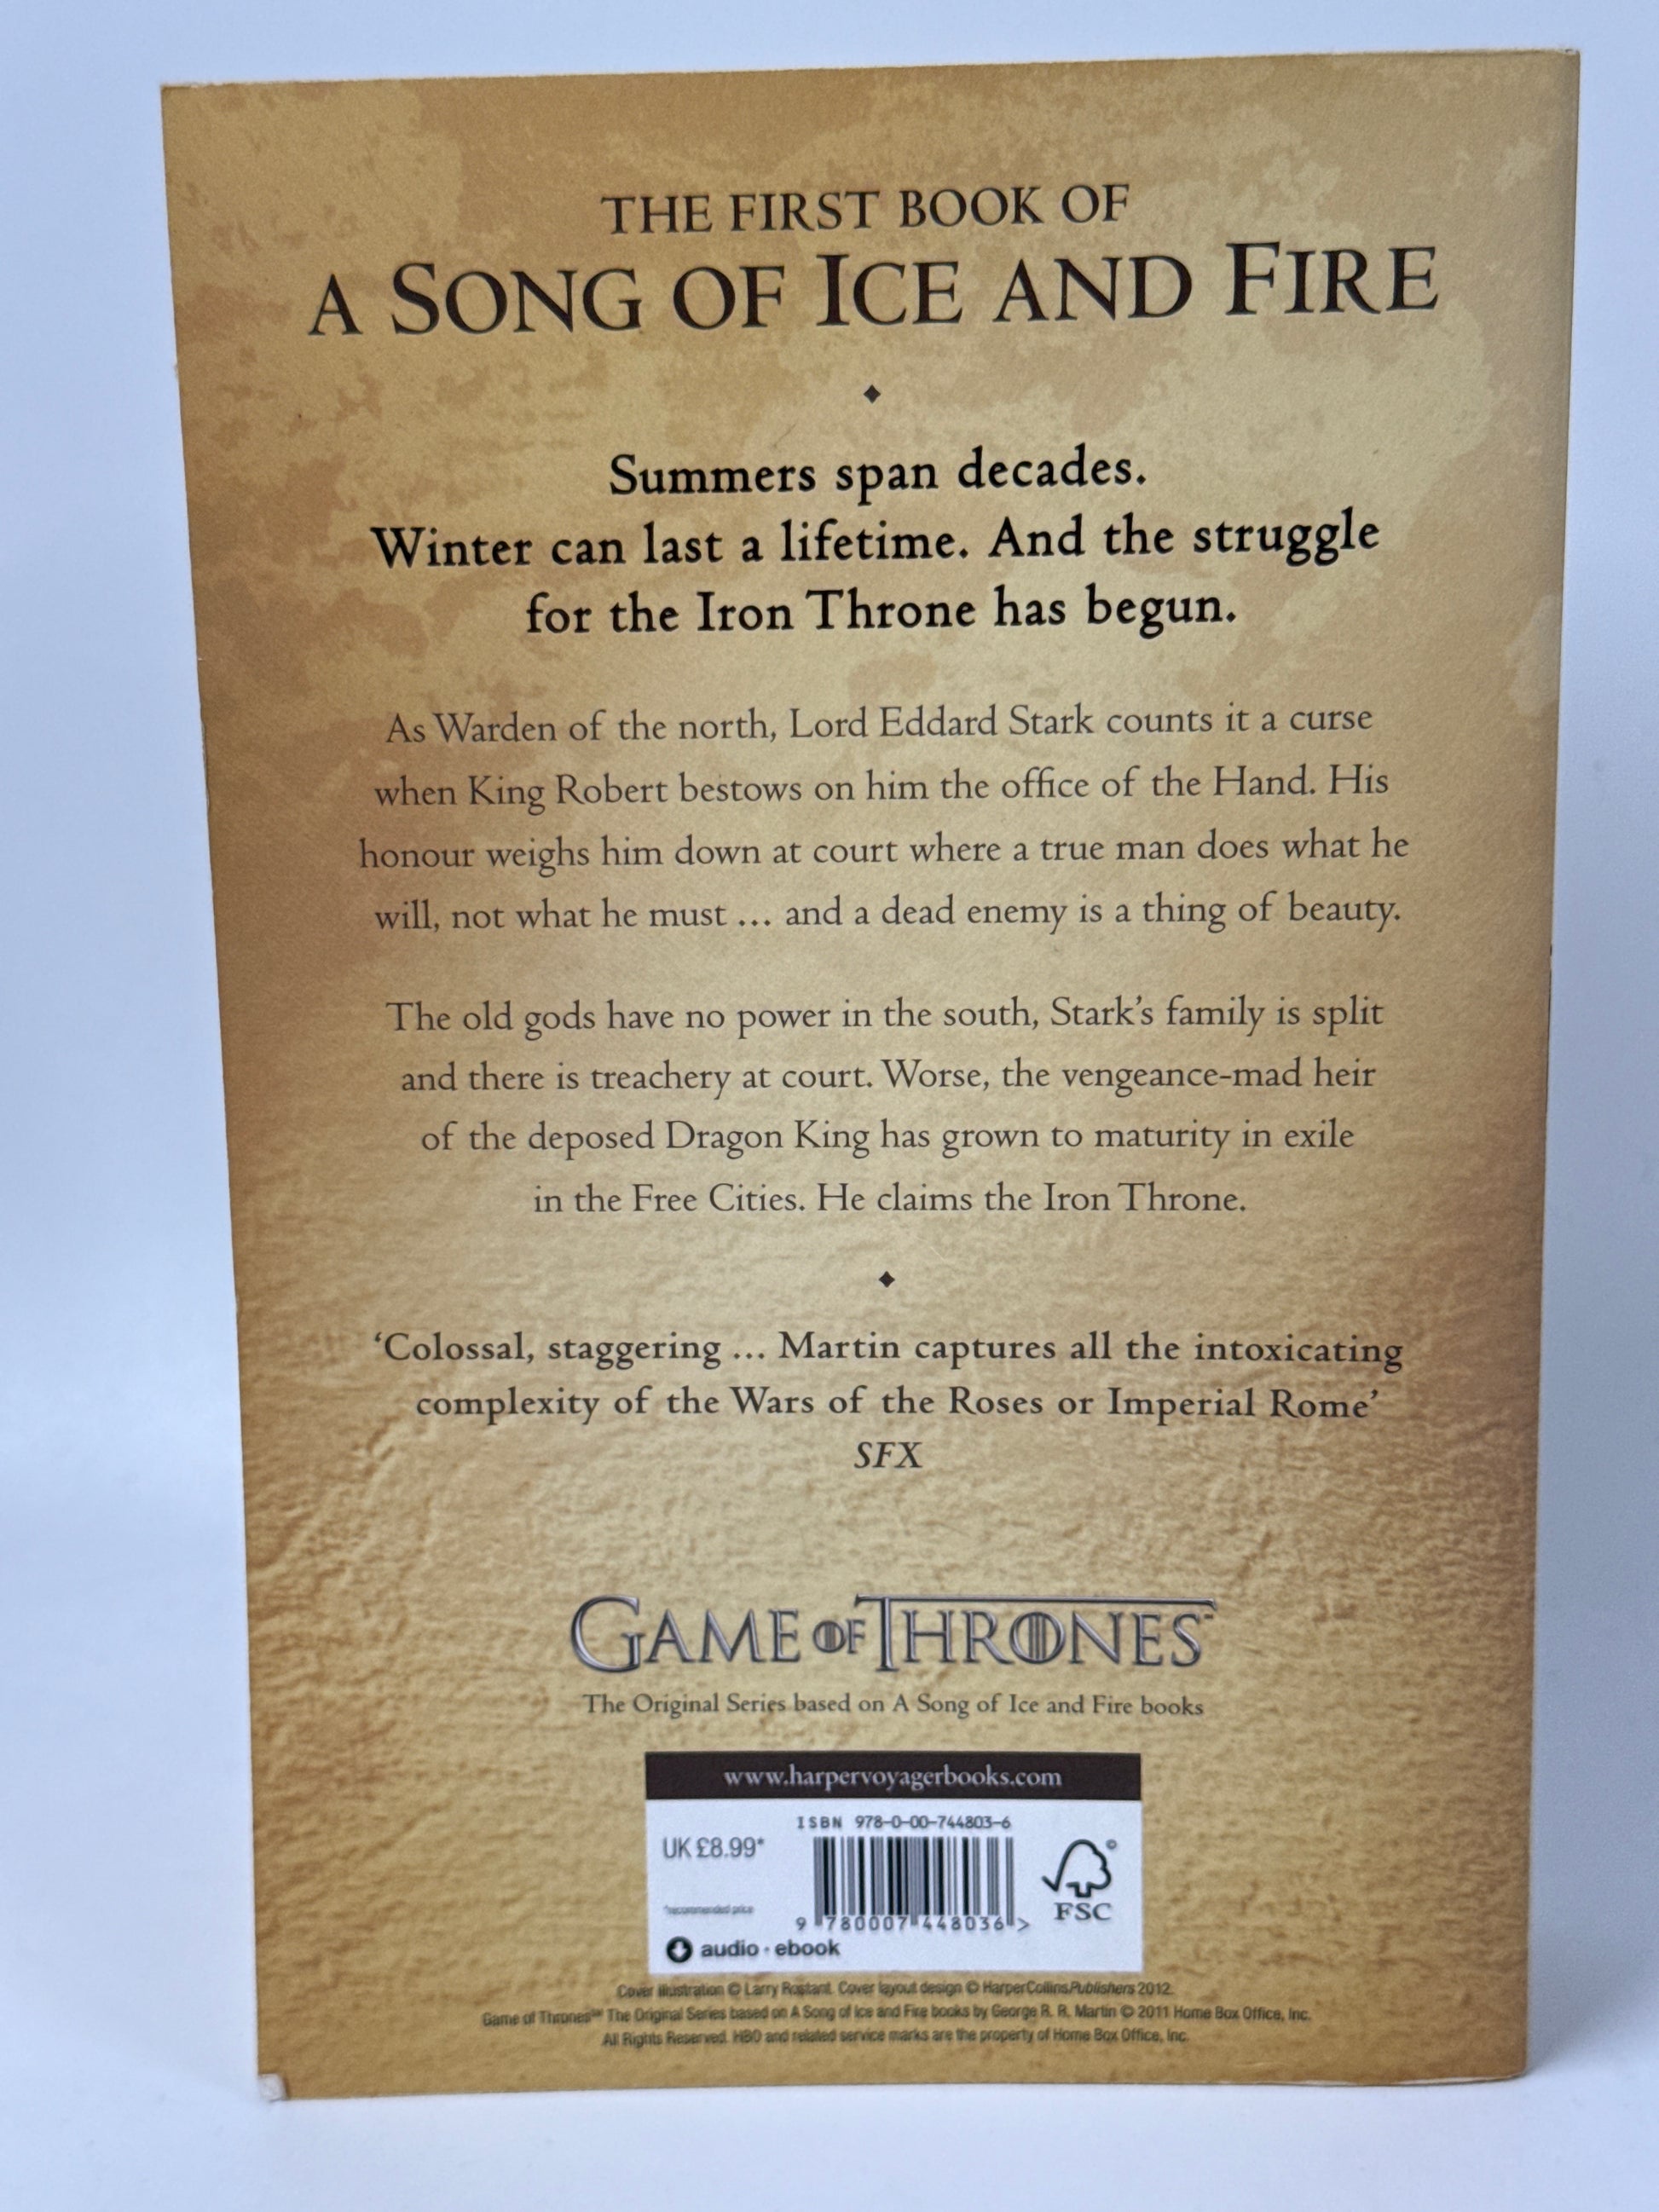 THE FIRST BOOK OF
A SONG OF ICE AND FIRE
Summers span decades.
Winter can last a lifetime. And the struggle
for the Iron Throne has begun.
As Warden of the north, Lord Eddard Stark counts it a curse
when King Robert bestows on him the office of the Hand. His
honour weighs him down at court where a true man does what he
will, not what he must ... and a dead enemy is a thing of beauty.
The old gods have no power in the south, Stark's family is split
and there is treachery at court. Worse, the vengeance-mad heir
of the deposed Dragon King has grown to maturity in exile
in the Free Cities. He claims the Iron Throne.
‘Colossal, staggering ... Martin captures all the intoxicating
complexity of the Wars of the Roses or Imperial Rome’
SFX
GAME OF THRONES™
The Original Series based on A Song of Ice and Fire books
www.harpervoyagerbooks.com
ISBN 978-0-00-744803-6
UK £8.99*
*recommended price
9 780007 448036 >
FSC
audio · ebook
Cover illustration © Larry Rostant. Cover layout design © HarperCollinsPublishers 2012.
Game of Thrones℠ The Original Series based on A Song of Ice and Fire books by George R. R. Martin © 2011 Home Box Office, Inc.
All Rights Reserved. HBO and related service marks are the property of Home Box Office, Inc.